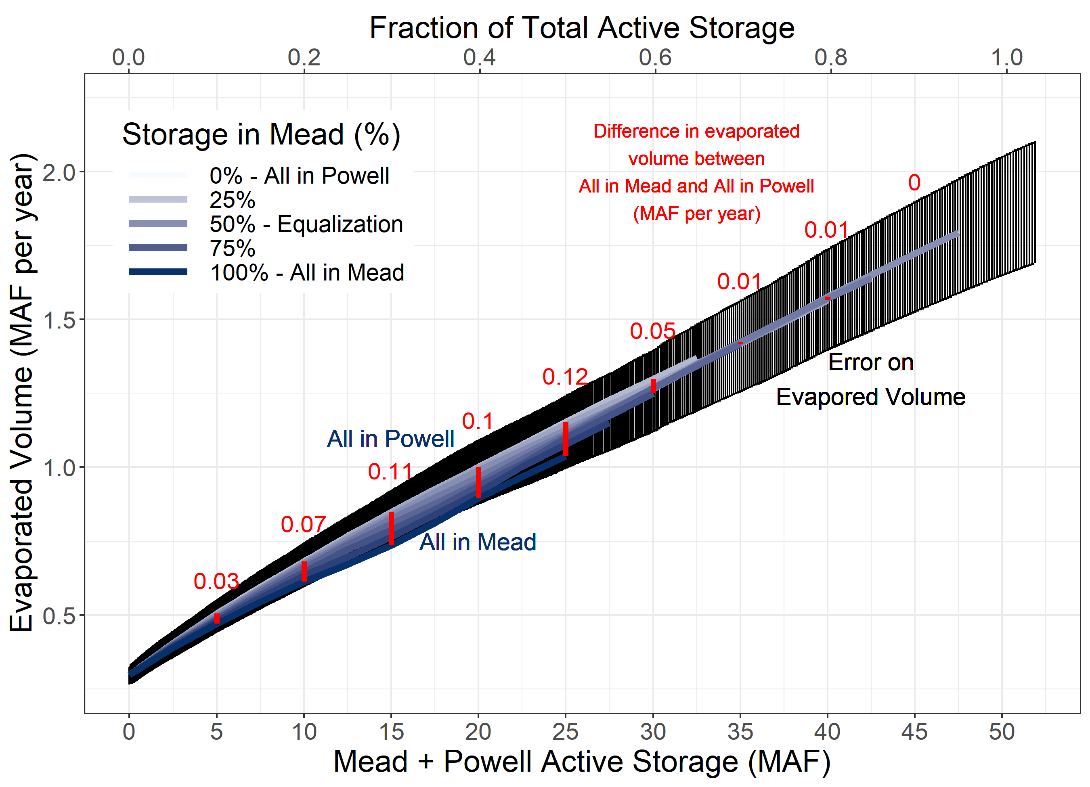 Fraction of Total Active Storage
0.0 0.2 0.4 0.6 0.8 1.0
Evaporated Volume (MAF per year)
2.0
1.5
1.0
0.5
Storage in Mead (%)
0% - All in Powell
25%
50% - Equalization
75%
100% - All in Mead
Difference in evaporated
volume between
All in Mead and All in Powell
(MAF per year)
0
0.01
0.01
0.05
0.12
0.1
0.11
0.07
0.03
Error on
Evapored Volume
All in Powell
All in Mead
0 5 10 15 20 25 30 35 40 45 50
Mead + Powell Active Storage (MAF)